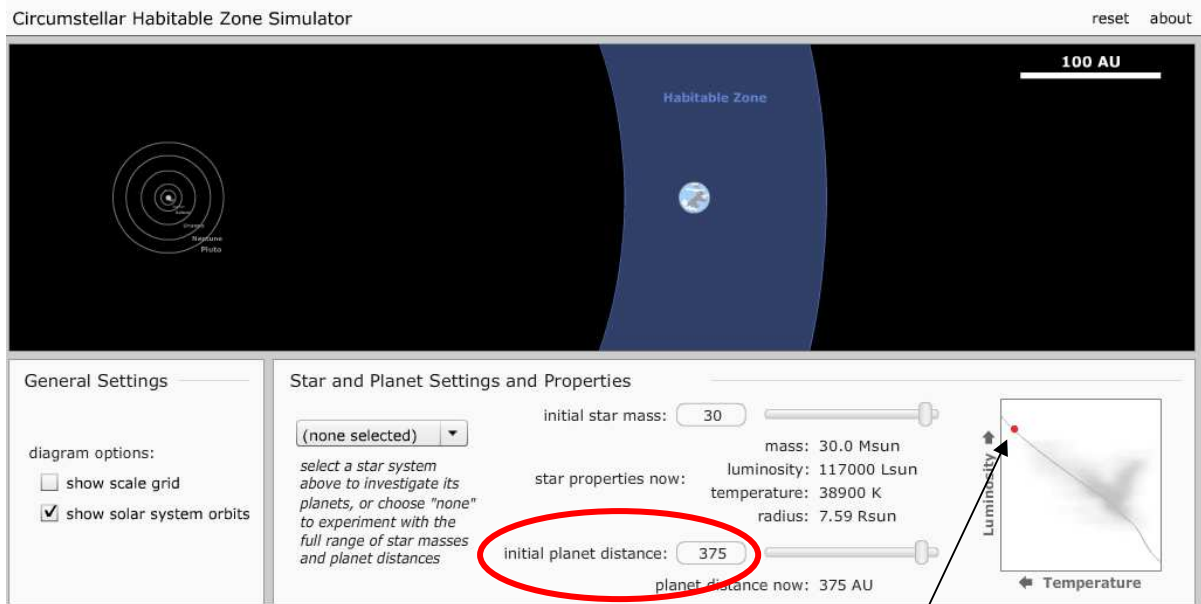 Circumstellar Habitable Zone Simulator
reset about
100 AU
Habitable Zone
Neptune
Pluto
General Settings
diagram options:
show scale grid
show solar system orbits
Star and Planet Settings and Properties
(none selected)
select a star system
above to investigate its
planets, or choose "none"
to experiment with the
full range of star masses
and planet distances
initial star mass: 30
star properties now:
mass: 30.0 Msun
luminosity: 117000 Lsun
temperature: 38900 K
radius: 7.59 Rsun
initial planet distance: 375
planet distance now: 375 AU
Luminosity
Temperature